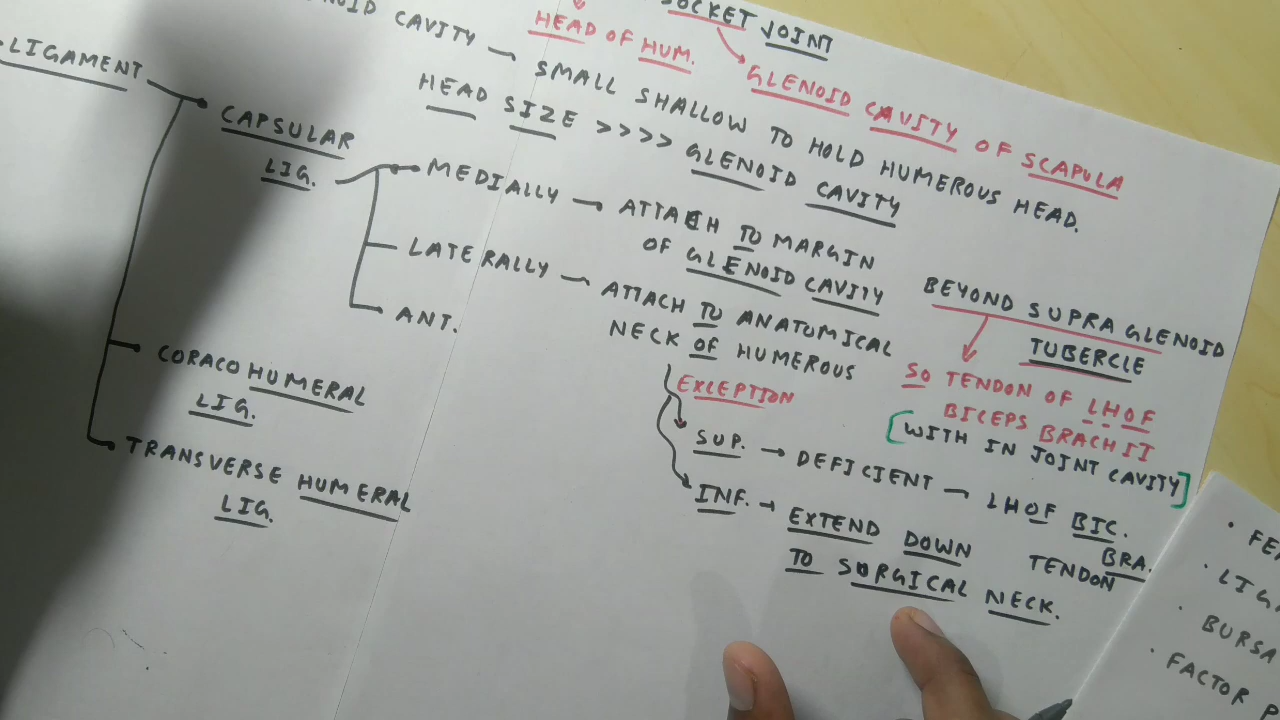 SOCKET JOINT
HEAD OF HUM.
GLENOID CAVITY OF SCAPULA
CAVITY SMALL SHALLOW TO HOLD HUMEROUS HEAD.
HEAD SIZE >>>> GLENOID CAVITY
LIGAMENT
CAPSULAR
LIG.
MEDIALLY ATTACH TO MARGIN
OF GLENOID CAVITY
BEYOND SUPRA GLENOID
TUBERCLE
SO TENDON OF LHOF
BICEPS BRACHII
[WITH IN JOINT CAVITY]
LATERALLY ATTACH TO ANATOMICAL
NECK OF HUMEROUS
EXCEPTION
SUP. → DEFICIENT LHOF BIC.
BRA.
TENDON
INF. → EXTEND DOWN
TO SURGICAL NECK.
ANT.
CORACO HUMERAL
LIG.
TRANSVERSE HUMERAL
LIG.
• 
• 
• BURSA
• FACTOR